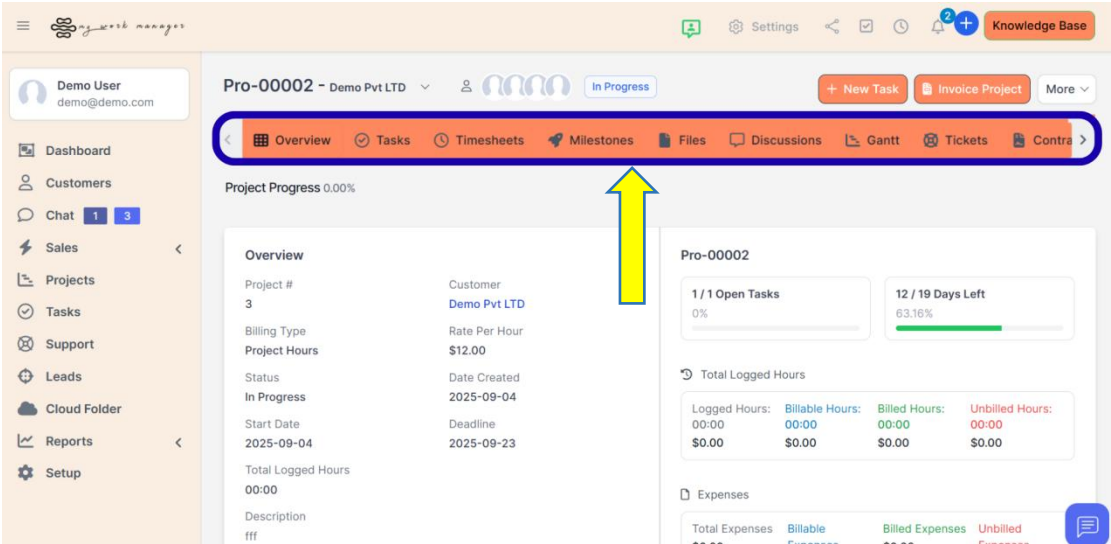 my work manager
Settings
2
Knowledge Base
Demo User
demo@demo.com
Dashboard
Customers
Chat 1 3
Sales
Projects
Tasks
Support
Leads
Cloud Folder
Reports
Setup
Pro-00002 - Demo Pvt LTD
In Progress
+ New Task
Invoice Project
More
Overview Tasks Timesheets Milestones Files Discussions Gantt Tickets Contra
Project Progress 0.00%
Overview
Project #
3
Customer
Demo Pvt LTD
Billing Type
Project Hours
Rate Per Hour
$12.00
Status
In Progress
Date Created
2025-09-04
Start Date
2025-09-04
Deadline
2025-09-23
Total Logged Hours
00:00
Description
fff
Pro-00002
1 / 1 Open Tasks
0%
12 / 19 Days Left
63.16%
Total Logged Hours
Logged Hours:
00:00
$0.00
Billable Hours:
00:00
$0.00
Billed Hours:
00:00
$0.00
Unbilled Hours:
00:00
$0.00
Expenses
Total Expenses
Billable
Billed Expenses
Unbilled